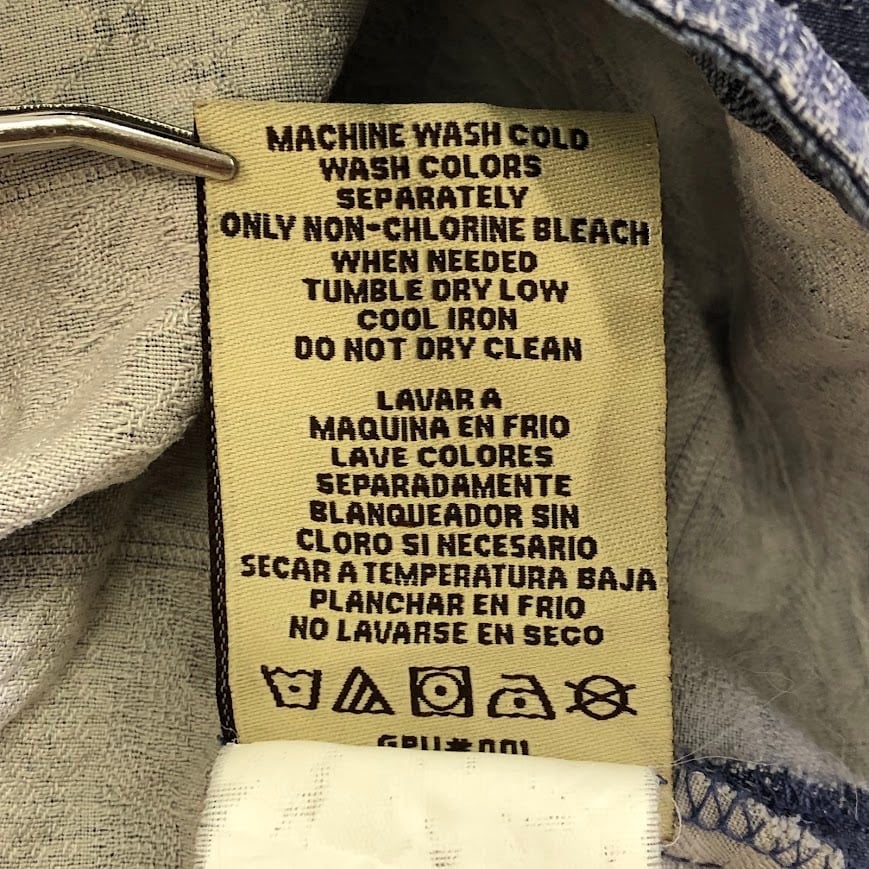 MACHINE WASH COLD
WASH COLORS
SEPARATELY
ONLY NON-CHLORINE BLEACH
WHEN NEEDED
TUMBLE DRY LOW
COOL IRON
DO NOT DRY CLEAN
LAVAR A
MAQUINA EN FRIO
LAVE COLORES
SEPARADAMENTE
BLANQUEADOR SIN
CLORO SI NECESARIO
SECAR A TEMPERATURA BAJA
PLANCHAR EN FRIO
NO LAVARSE EN SECO